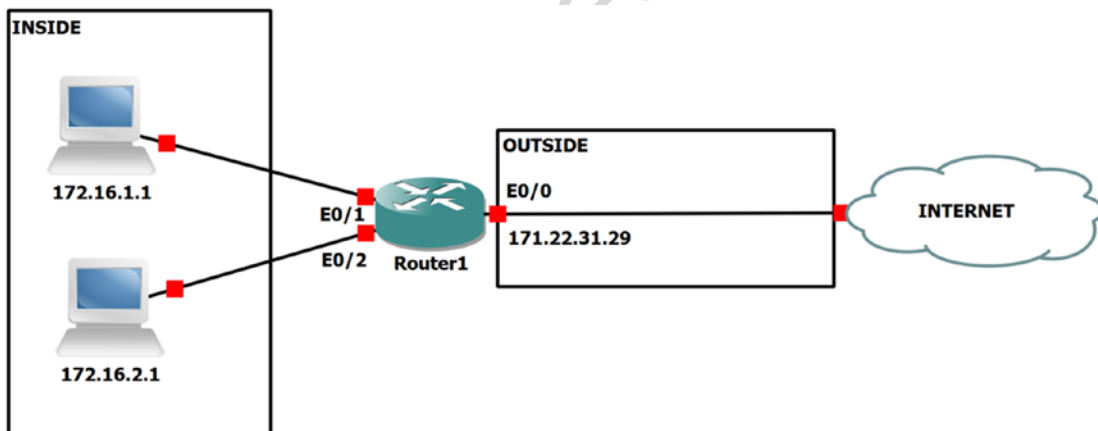 INSIDE
172.16.1.1
E0/1
E0/2
Router1
172.16.2.1
OUTSIDE
E0/0
171.22.31.29
INTERNET